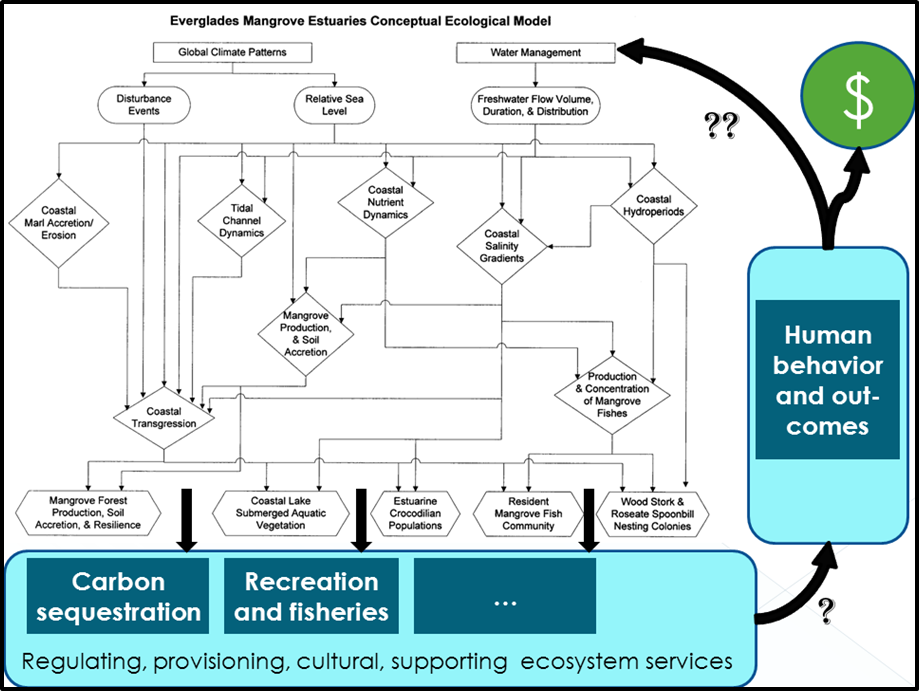 Everglades Mangrove Estuaries Conceptual Ecological Model
Global Climate Patterns
Water Management
Disturbance
Events
Relative Sea
Level
Freshwater Flow Volume,
Duration, & Distribution
$
??
Coastal
Marl Accretion/
Erosion
Tidal
Channel
Dynamics
Coastal
Nutrient
Dynamics
Coastal
Salinity
Gradients
Coastal
Hydroperiods
Mangrove
Production,
& Soil
Accretion
Production
& Concentration
of Mangrove
Fishes
Coastal
Transgression
Human
behavior
and out-
comes
Mangrove Forest
Production, Soil
Accretion, & Resilience
Coastal Lake
Submerged Aquatic
Vegetation
Estuarine
Crocodilian
Populations
Resident
Mangrove Fish
Community
Wood Stork &
Roseate Spoonbill
Nesting Colonies
Carbon
sequestration
Recreation
and fisheries
...
?
Regulating, provisioning, cultural, supporting ecosystem services